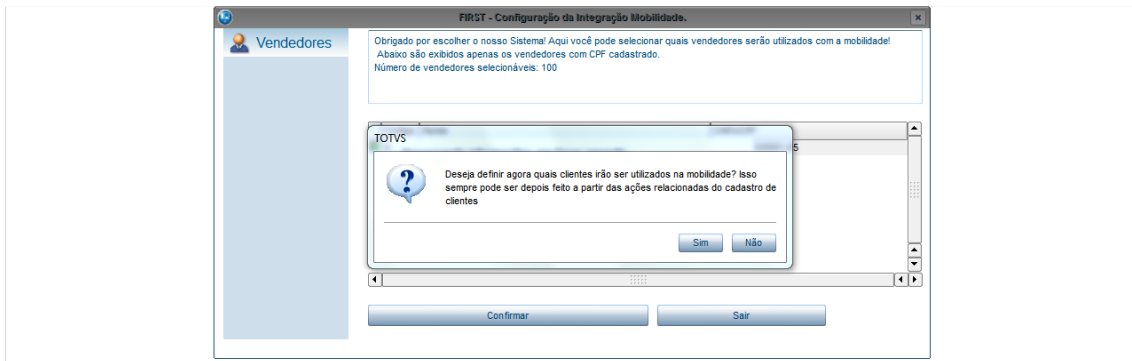 FIRST - Configuração da Integração Mobilidade.
Vendedores
Obrigado por escolher o nosso Sistema! Aqui você pode selecionar quais vendedores serão utilizados com a mobilidade!
Abaixo são exibidos apenas os vendedores com CPF cadastrado.
Número de vendedores selecionáveis: 100
TOTVS
Deseja definir agora quais clientes irão ser utilizados na mobilidade? Isso
sempre pode ser depois feito a partir das ações relacionadas do cadastro de
clientes
Sim
Não
Confirmar
Sair